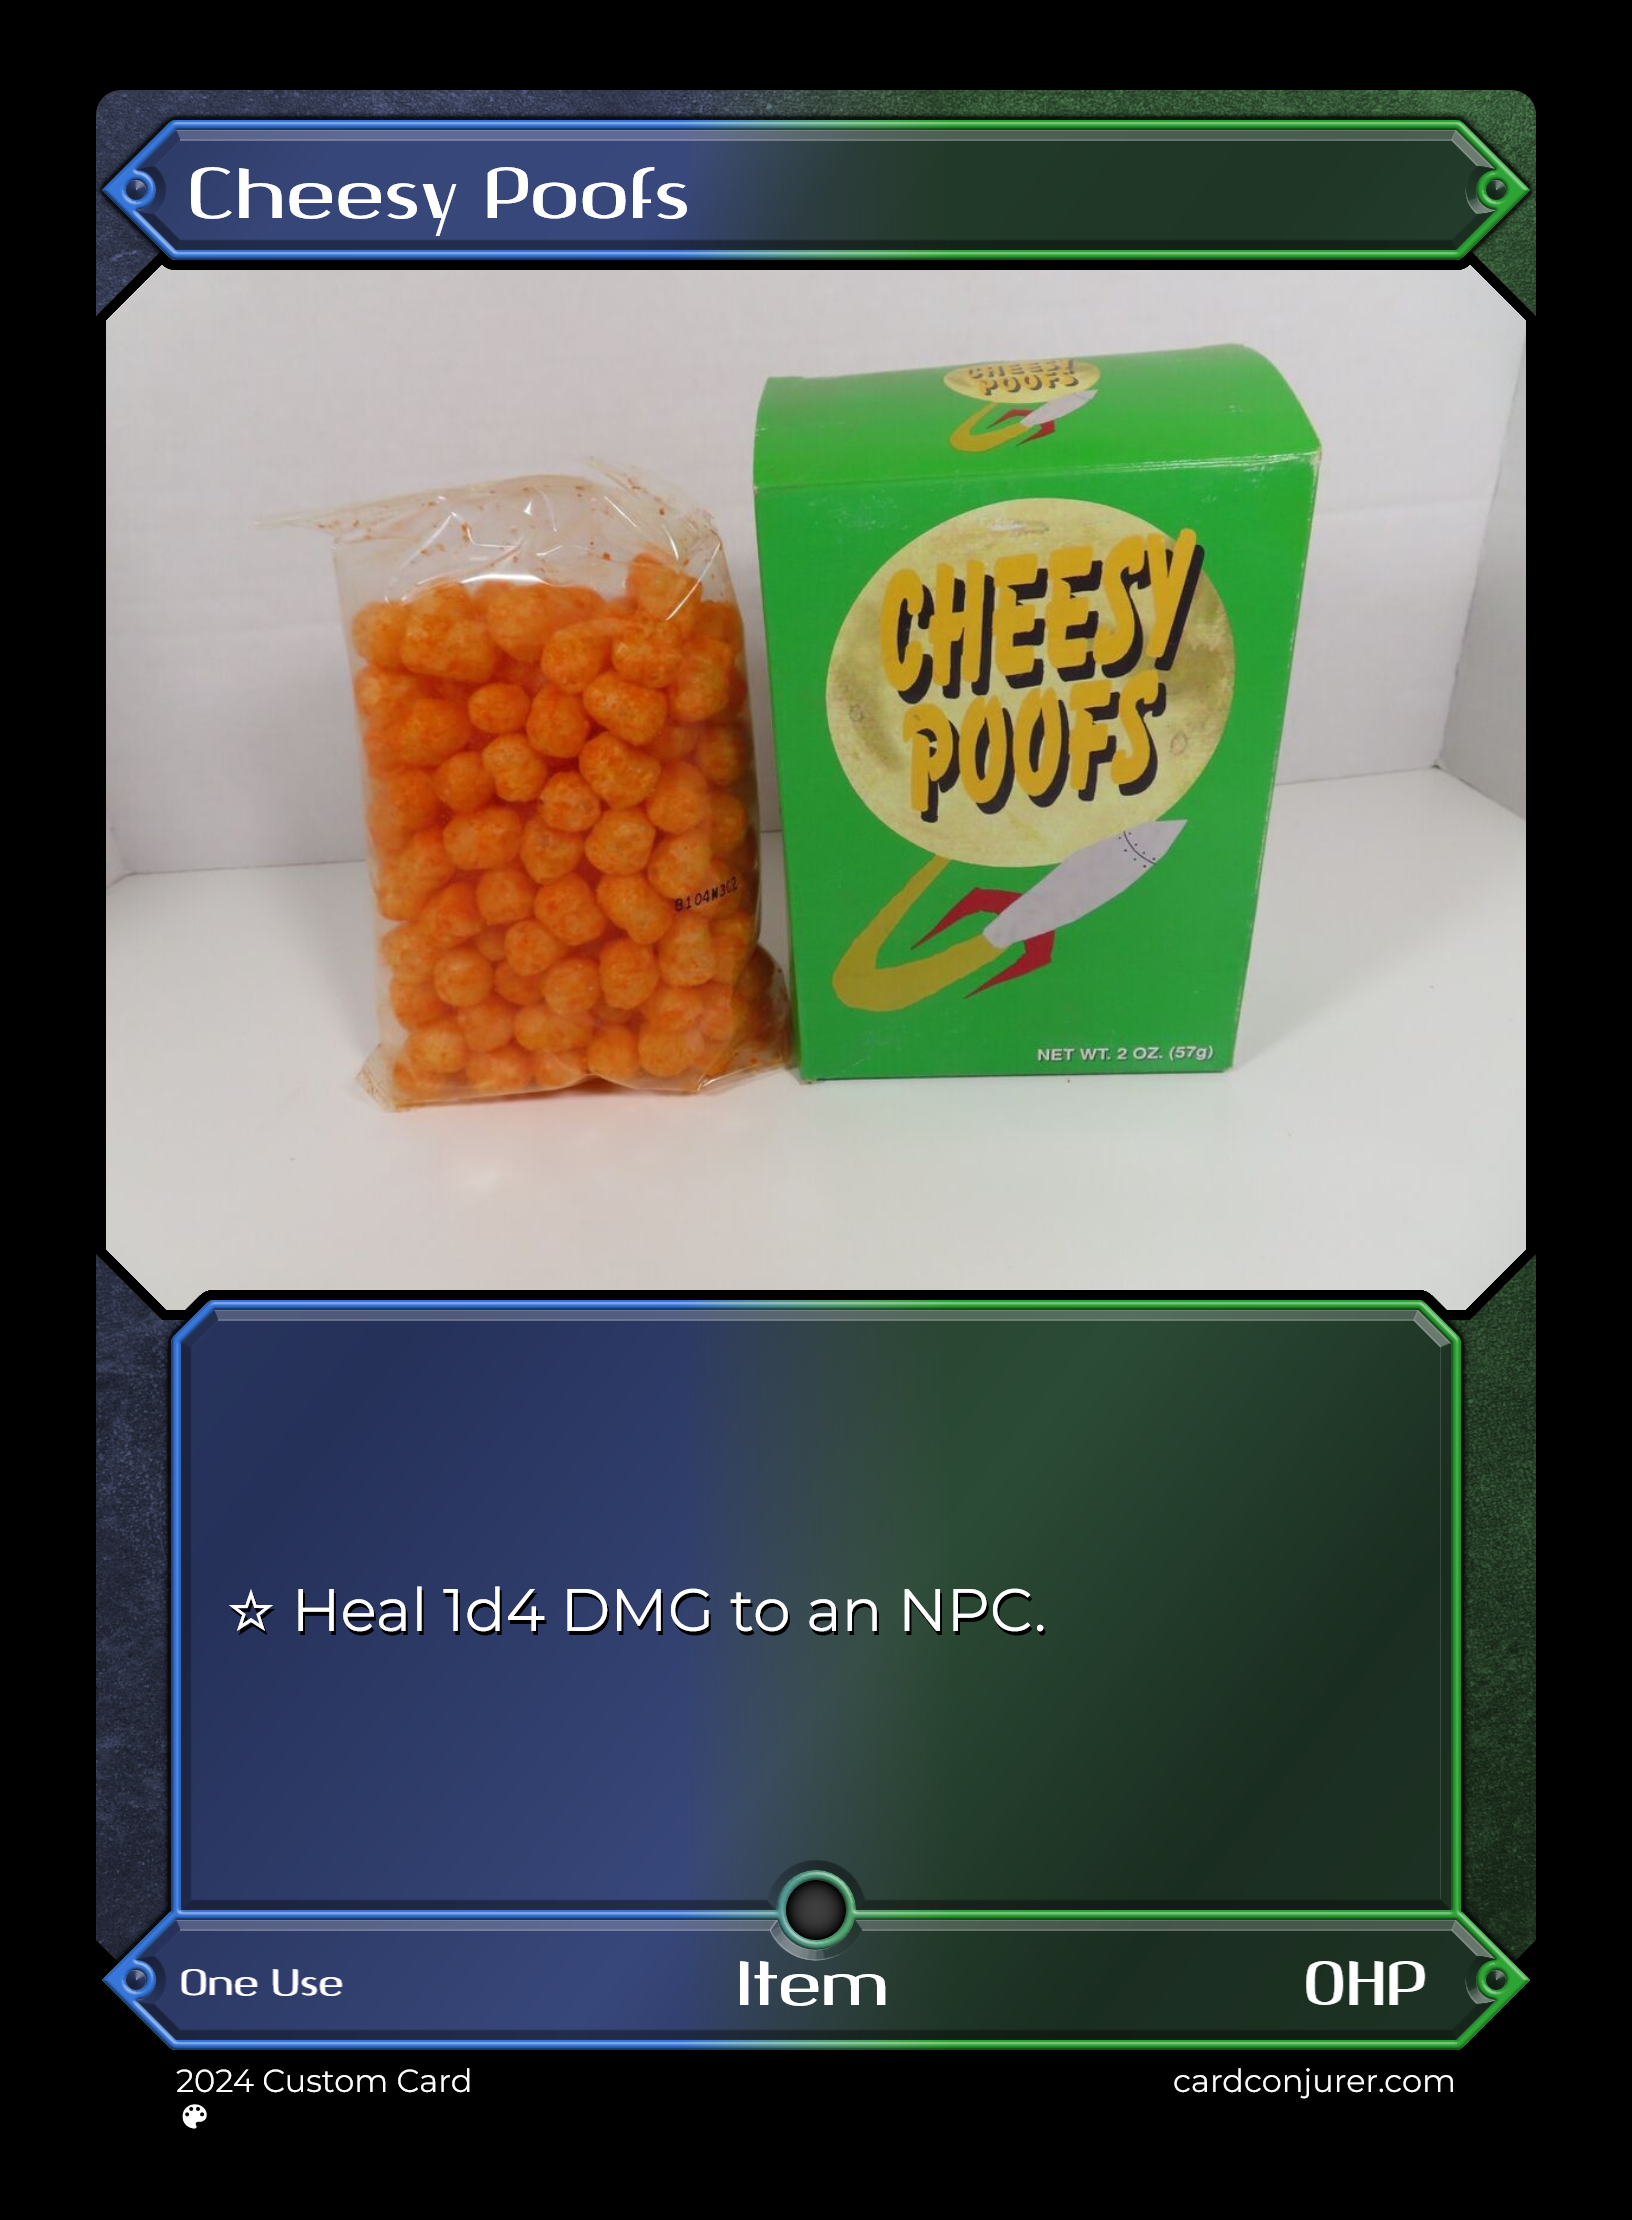 Cheesy Poofs
CHEESY
POOFS
CHEESY
POOFS
8104M3C2
NET WT. 2 OZ. (57g)
☆ Heal 1d4 DMG to an NPC.
One Use
Item
0HP
2024 Custom Card
cardconjurer.com